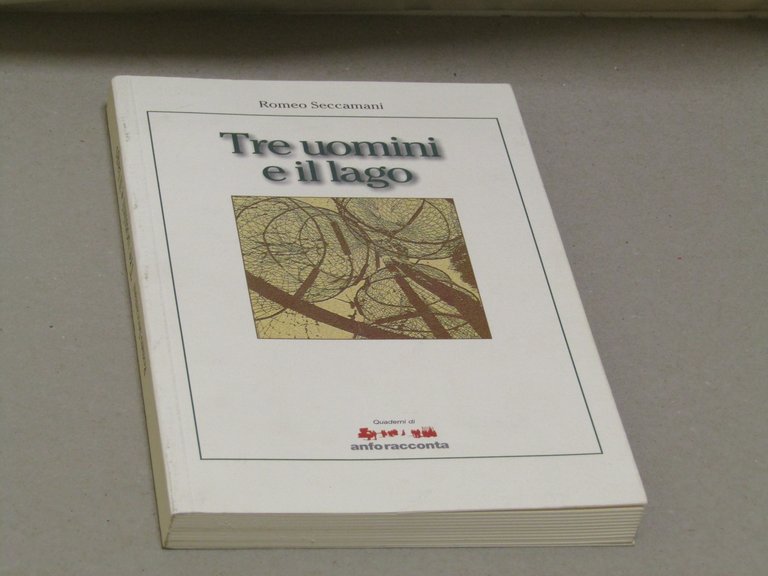 Romeo Seccamani
Tre uomini
e il lago
Quaderni di
anforacconta